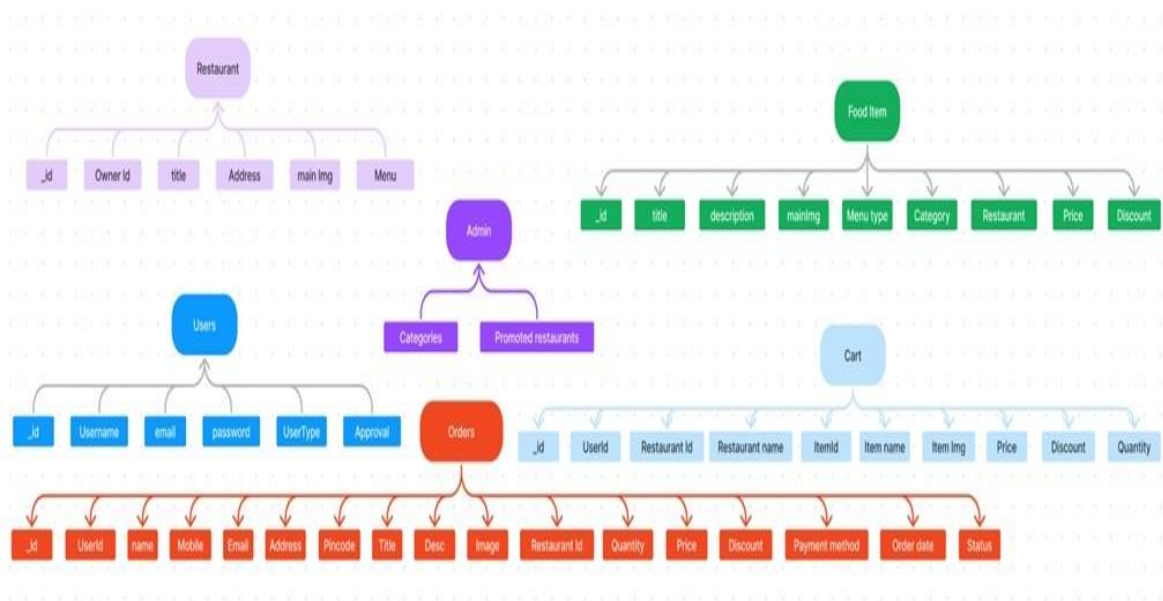 Restaurant
_id
Owner Id
title
Address
main Img
Menu
Food Item
_id
title
description
mainImg
Menu type
Category
Restaurant
Price
Discount
Admin
Categories
Promoted restaurants
Users
_id
Username
email
password
UserType
Approval
Cart
_id
UserId
Restaurant Id
Restaurant name
ItemId
Item name
Item Img
Price
Discount
Quantity
Orders
_id
UserId
name
Mobile
Email
Address
Pincode
Title
Desc
Image
Restaurant Id
Quantity
Price
Discount
Payment method
Order date
Status